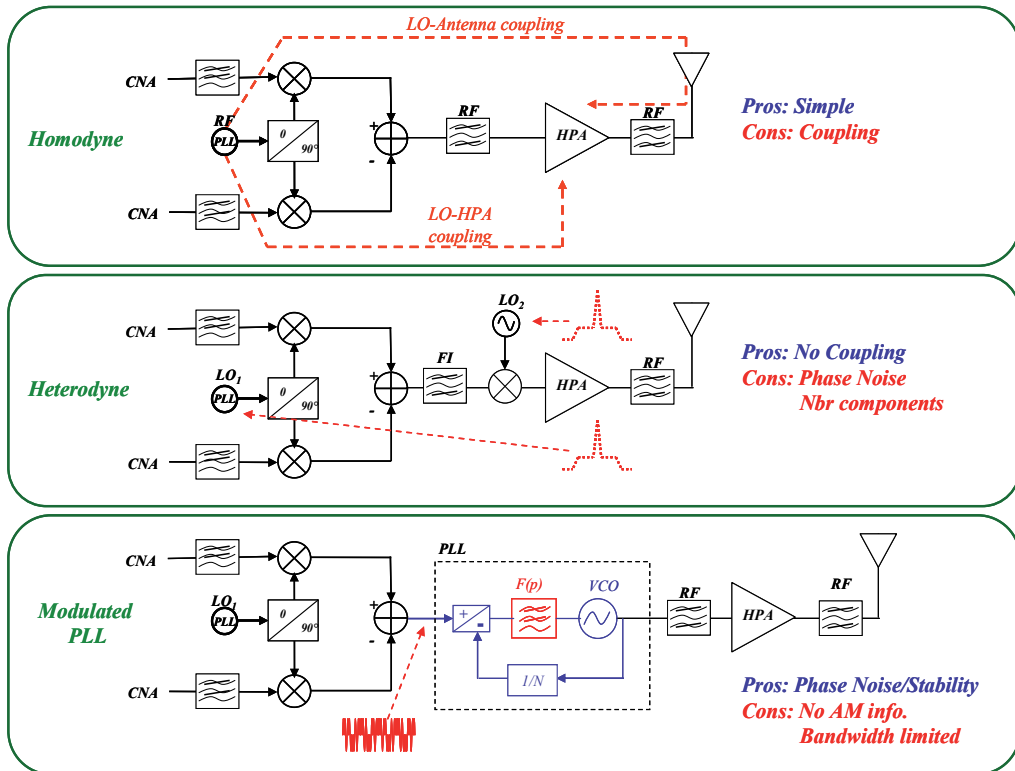 LO-Antenna coupling
CNA
RF
PLL
0
90°
+
-
RF
HPA
RF
Homodyne
CNA
LO-HPA
coupling
Pros: Simple
Cons: Coupling
CNA
LO2
LO1
PLL
0
90°
+
-
FI
HPA
RF
Heterodyne
CNA
Pros: No Coupling
Cons: Phase Noise
Nbr components
CNA
LO1
PLL
0
90°
+
-
PLL
+
-
F(p)
VCO
1/N
RF
HPA
RF
Modulated
PLL
CNA
Pros: Phase Noise/Stability
Cons: No AM info.
Bandwidth limited